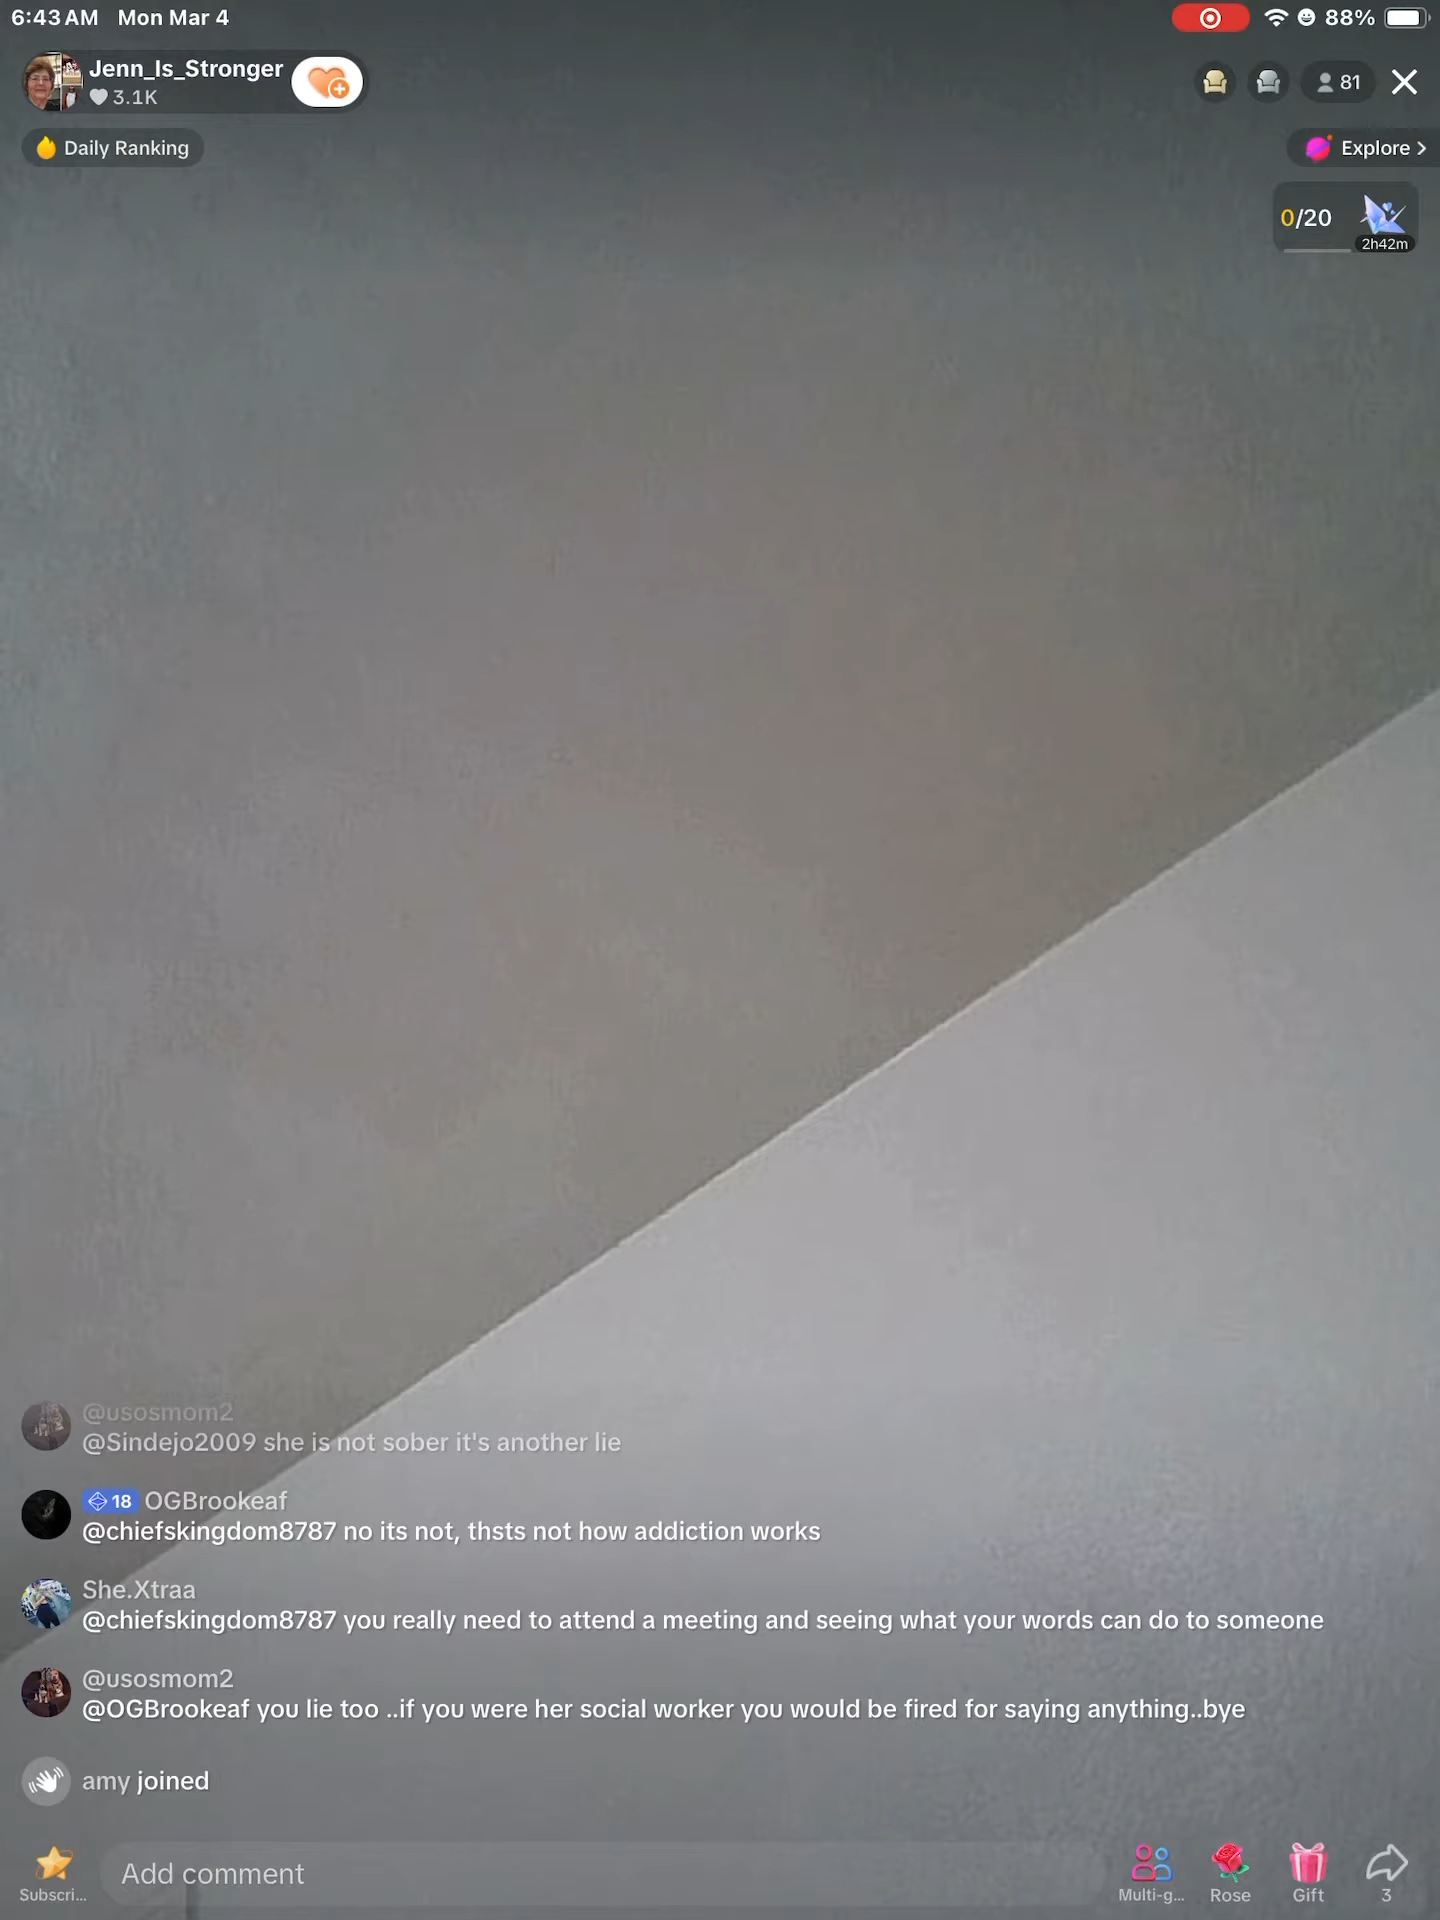 6:43 AM Mon Mar 4
88%
Jenn_Is_Stronger
3.1K
81
Daily Ranking
Explore >
0/20
2h42m
@usosmom2
@Sindejo2009 she is not sober it's another lie
18 OGBrookeaf
@chiefskingdom8787 no its not, thsts not how addiction works
She.Xtraa
@chiefskingdom8787 you really need to attend a meeting and seeing what your words can do to someone
@usosmom2
@OGBrookeaf you lie too ..if you were her social worker you would be fired for saying anything..bye
amy joined
Add comment
Subscri...
Multi-g...
Rose
Gift
3